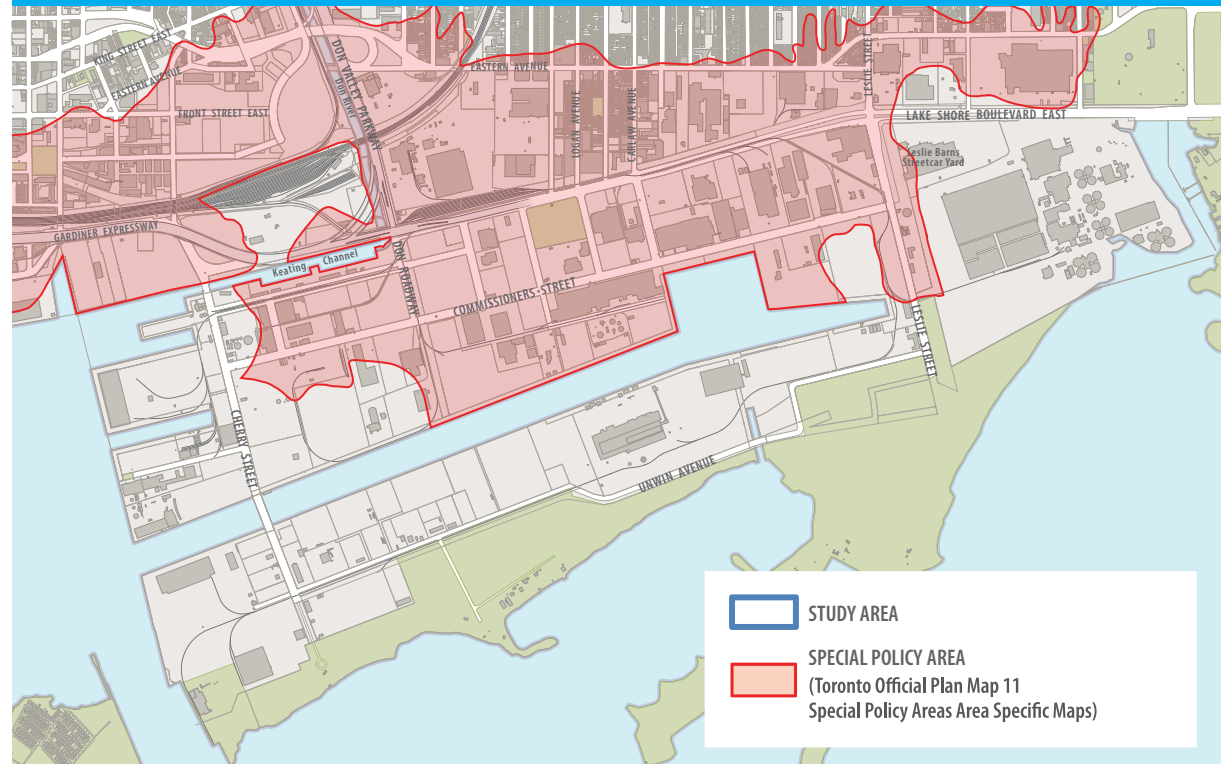 KING STREET EAST
EASTERN AVENUE
FRONT STREET EAST
DON VALLEY PARKWAY
DON RIVER
EASTERN AVENUE
LOGAN AVENUE
CARLAW AVENUE
LESLIE STREET
LAKE SHORE BOULEVARD EAST
Leslie Barns
Streetcar Yard
GARDINER EXPRESSWAY
Keating Channel
DON ROADWAY
COMMISSIONERS STREET
LESLIE STREET
CHERRY STREET
UNWIN AVENUE
STUDY AREA
SPECIAL POLICY AREA
(Toronto Official Plan Map 11
Special Policy Areas Area Specific Maps)